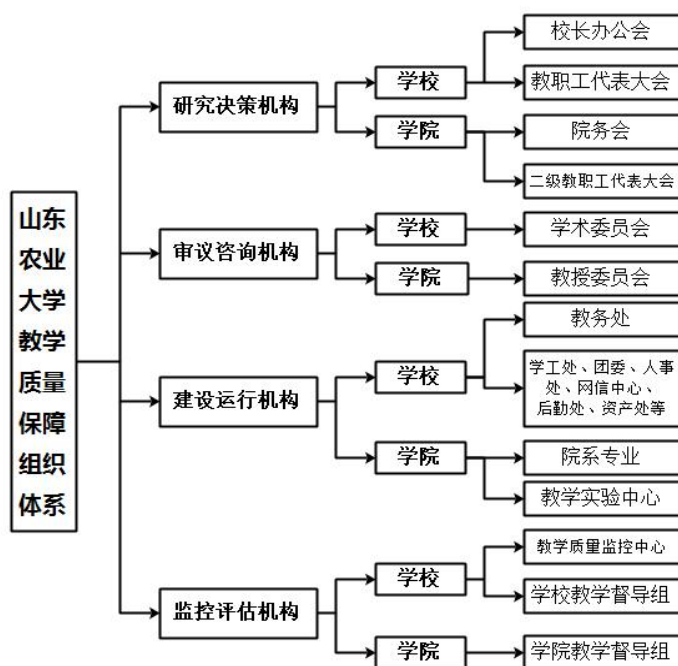 山东
农业
大学
教学
质量
保障
组织
体系
研究决策机构
学校
校长办公会
教职工代表大会
学院
院务会
二级教职工代表大会
审议咨询机构
学校
学术委员会
学院
教授委员会
建设运行机构
学校
教务处
学工处、团委、人事
处、网信中心、
后勤处、资产处等
学院
院系专业
教学实验中心
监控评估机构
学校
教学质量监控中心
学校教学督导组
学院
学院教学督导组